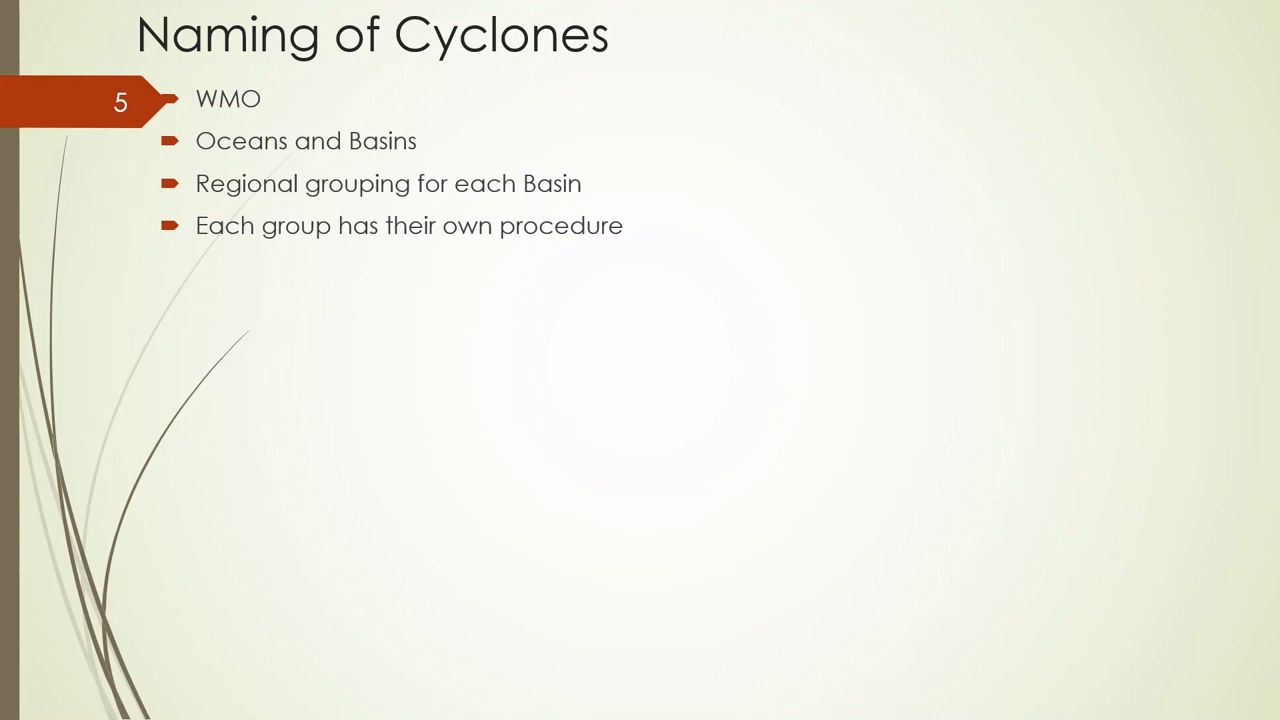 Naming of Cyclones
5
WMO
Oceans and Basins
Regional grouping for each Basin
Each group has their own procedure